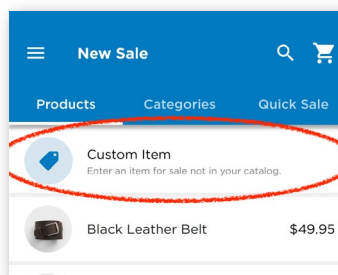 New Sale
Products Categories Quick Sale
Custom Item
Enter an item for sale not in your catalog.
Black Leather Belt $49.95